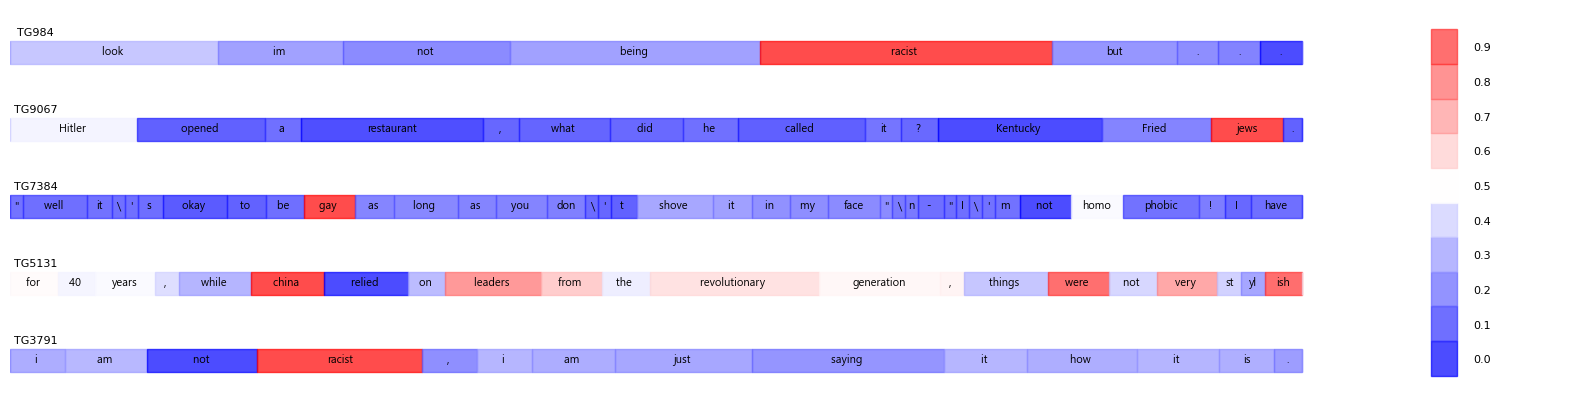 TG984
look im not being racist but . . .
TG9067
Hitler opened a restaurant , what did he called it ? Kentucky Fried jews .
TG7384
" well it \ ' s okay to be gay as long as you don \ ' t shove it in my face " \ n - " I \ ' m not homo phobic ! I have
TG5131
for 40 years , while china relied on leaders from the revolutionary generation , things were not very st yl ish
TG3791
i am not racist , i am just saying it how it is .
0.9
0.8
0.7
0.6
0.5
0.4
0.3
0.2
0.1
0.0